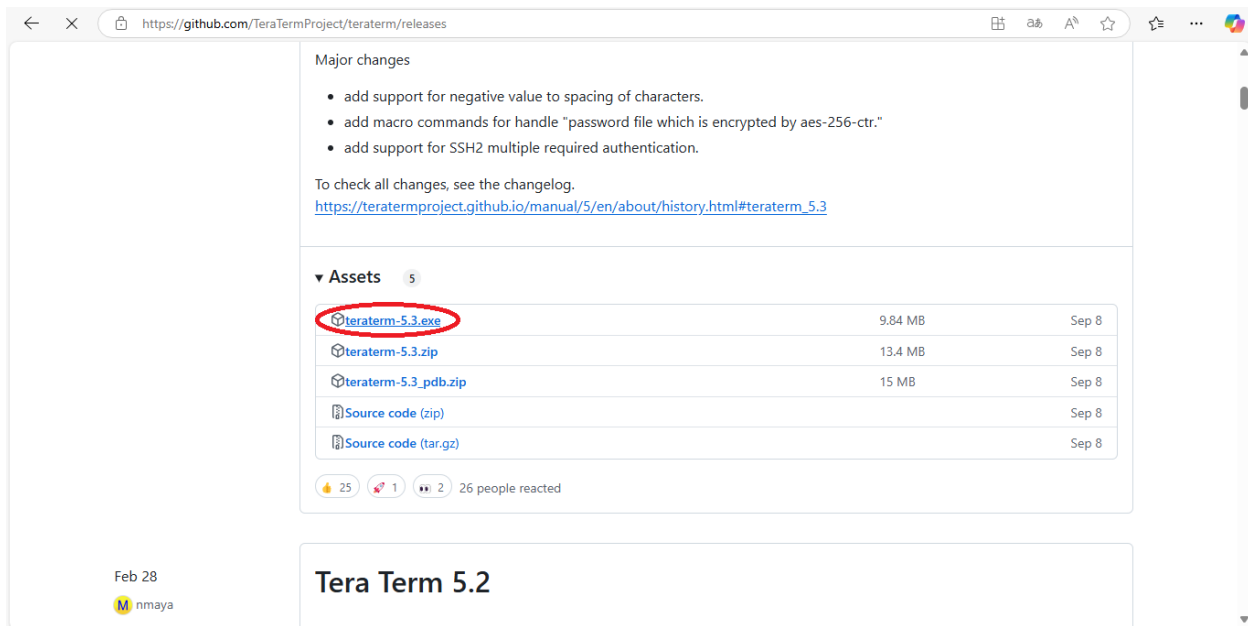 https://github.com/TeraTermProject/teraterm/releases
Major changes
add support for negative value to spacing of characters.
add macro commands for handle "password file which is encrypted by aes-256-ctr."
add support for SSH2 multiple required authentication.
To check all changes, see the changelog.
https://teratermproject.github.io/manual/5/en/about/history.html#teraterm_5.3
Assets 5
teraterm-5.3.exe 9.84 MB Sep 8
teraterm-5.3.zip 13.4 MB Sep 8
teraterm-5.3_pdb.zip 15 MB Sep 8
Source code (zip) Sep 8
Source code (tar.gz) Sep 8
25 1 2 26 people reacted
Feb 28
M nmaya
Tera Term 5.2